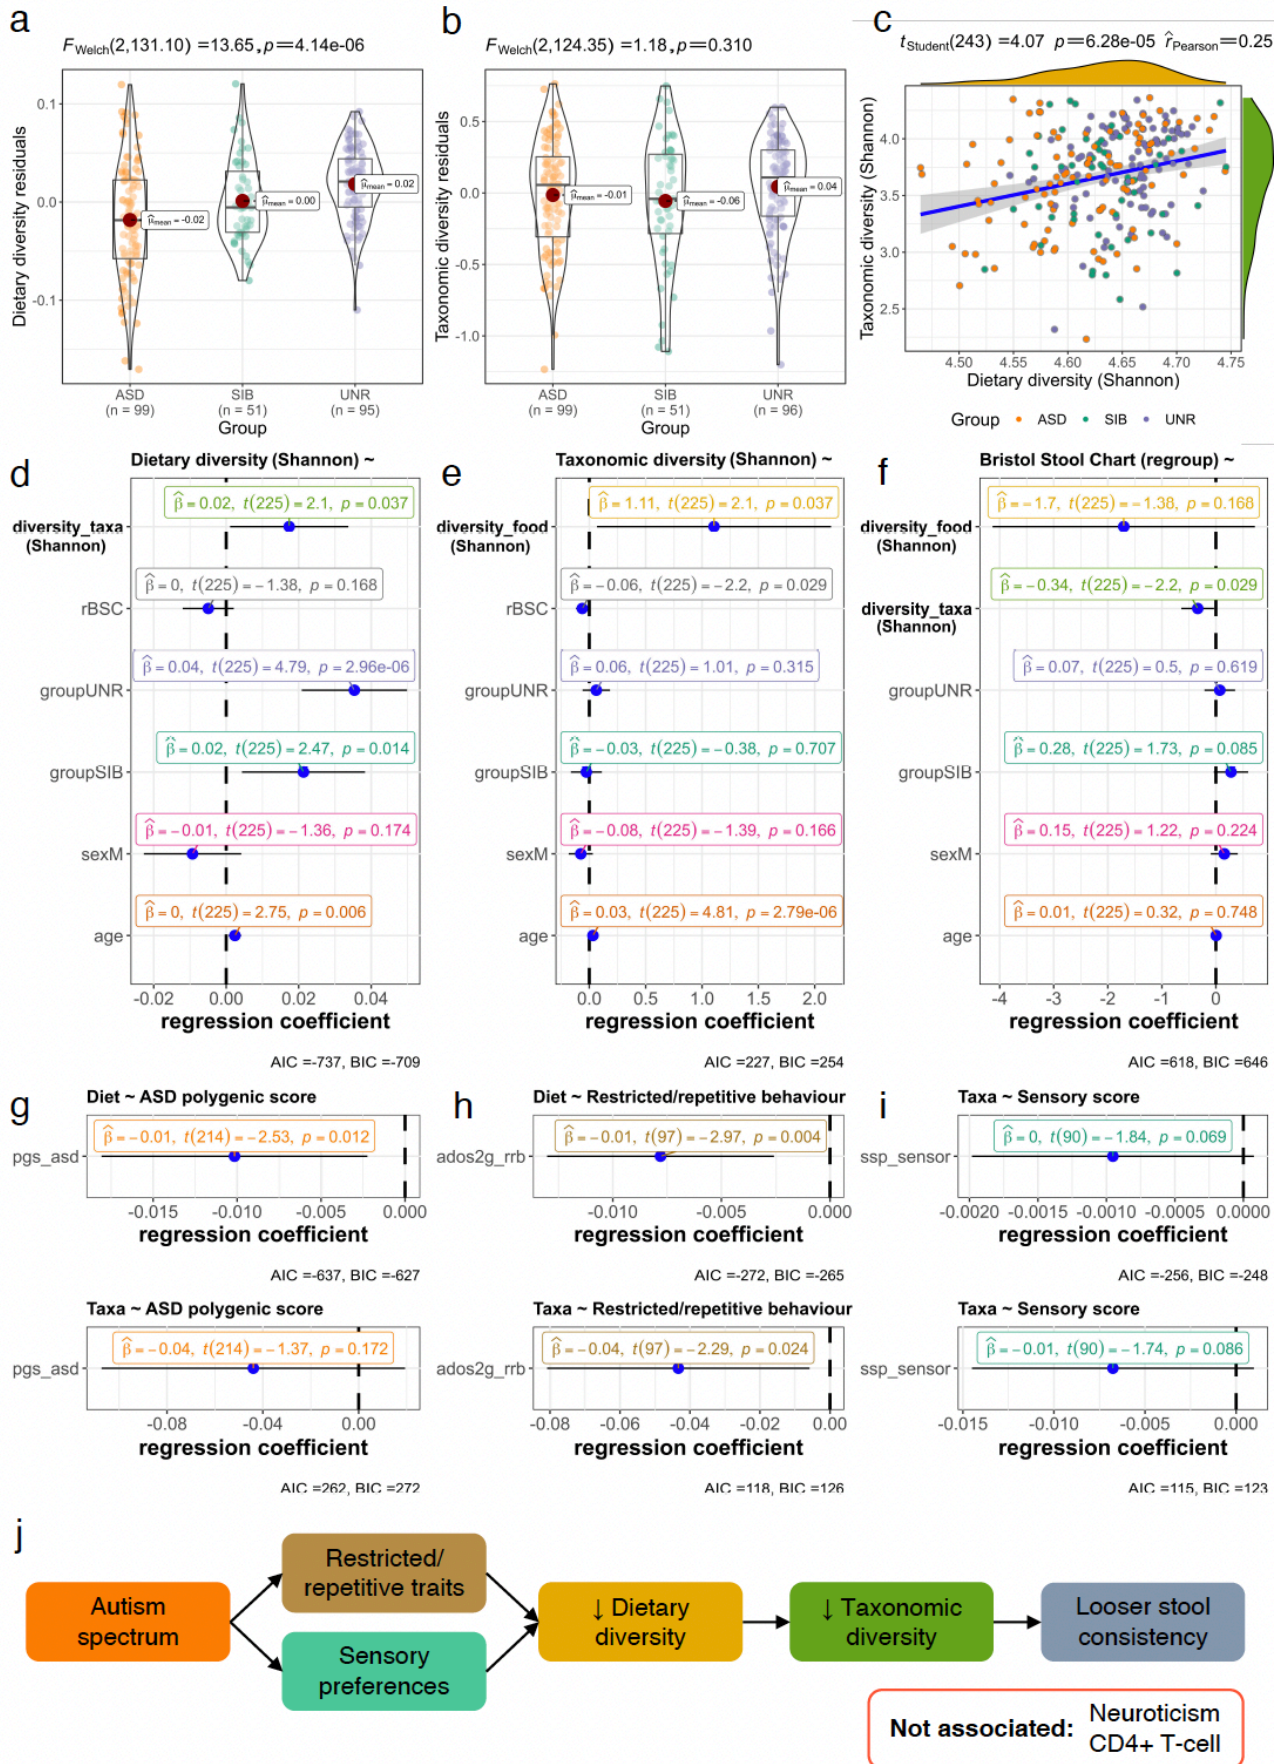 a
F_Welch(2,131.10) =13.65, p=4.14e-06
Dietary diversity residuals
0.1
0.0
-0.1
μ̂_mean = -0.02
μ̂_mean = 0.00
μ̂_mean = 0.02
ASD
(n = 99)
SIB
(n = 51)
UNR
(n = 95)
Group
b
F_Welch(2,124.35) =1.18, p=0.310
Taxonomic diversity residuals
0.5
0.0
-0.5
-1.0
μ̂_mean = -0.01
μ̂_mean = -0.06
μ̂_mean = 0.04
ASD
(n = 99)
SIB
(n = 51)
UNR
(n = 96)
Group
c
t_Student(243) =4.07 p=6.28e-05 r̂_Pearson=0.25
Taxonomic diversity (Shannon)
4.0
3.5
3.0
2.5
4.50 4.55 4.60 4.65 4.70 4.75
Dietary diversity (Shannon)
Group ASD SIB UNR
d
Dietary diversity (Shannon) ~
β̂ = 0.02, t(225) = 2.1, p = 0.037
diversity_taxa
(Shannon)
β̂ = 0, t(225) = −1.38, p = 0.168
rBSC
β̂ = 0.04, t(225) = 4.79, p = 2.96e-06
groupUNR
β̂ = 0.02, t(225) = 2.47, p = 0.014
groupSIB
β̂ = −0.01, t(225) = −1.36, p = 0.174
sexM
β̂ = 0, t(225) = 2.75, p = 0.006
age
-0.02 0.00 0.02 0.04
regression coefficient
AIC =-737, BIC =-709
e
Taxonomic diversity (Shannon) ~
β̂ = 1.11, t(225) = 2.1, p = 0.037
diversity_food
(Shannon)
β̂ = −0.06, t(225) = −2.2, p = 0.029
rBSC
β̂ = 0.06, t(225) = 1.01, p = 0.315
groupUNR
β̂ = −0.03, t(225) = −0.38, p = 0.707
groupSIB
β̂ = −0.08, t(225) = −1.39, p = 0.166
sexM
β̂ = 0.03, t(225) = 4.81, p = 2.79e-06
age
0.0 0.5 1.0 1.5 2.0
regression coefficient
AIC =227, BIC =254
f
Bristol Stool Chart (regroup) ~
β̂ = −1.7, t(225) = −1.38, p = 0.168
diversity_food
(Shannon)
β̂ = −0.34, t(225) = −2.2, p = 0.029
diversity_taxa
(Shannon)
β̂ = 0.07, t(225) = 0.5, p = 0.619
groupUNR
β̂ = 0.28, t(225) = 1.73, p = 0.085
groupSIB
β̂ = 0.15, t(225) = 1.22, p = 0.224
sexM
β̂ = 0.01, t(225) = 0.32, p = 0.748
age
-4 -3 -2 -1 0
regression coefficient
AIC =618, BIC =646
g
Diet ~ ASD polygenic score
β̂ = −0.01, t(214) = −2.53, p = 0.012
pgs_asd
-0.015 -0.010 -0.005 0.000
regression coefficient
AIC =-637, BIC =-627
Taxa ~ ASD polygenic score
β̂ = −0.04, t(214) = −1.37, p = 0.172
pgs_asd
-0.08 -0.04 0.00
regression coefficient
AIC =262, BIC =272
h
Diet ~ Restricted/repetitive behaviour
β̂ = −0.01, t(97) = −2.97, p = 0.004
ados2g_rrb
-0.010 -0.005 0.000
regression coefficient
AIC =-272, BIC =-265
Taxa ~ Restricted/repetitive behaviour
β̂ = −0.04, t(97) = −2.29, p = 0.024
ados2g_rrb
-0.08 -0.06 -0.04 -0.02 0.00
regression coefficient
AIC =118, BIC =126
i
Taxa ~ Sensory score
β̂ = 0, t(90) = −1.84, p = 0.069
ssp_sensor
-0.0020 -0.0015 -0.0010 -0.0005 0.0000
regression coefficient
AIC =-256, BIC =-248
Taxa ~ Sensory score
β̂ = −0.01, t(90) = −1.74, p = 0.086
ssp_sensor
-0.015 -0.010 -0.005 0.000
regression coefficient
AIC =115, BIC =123
j
Autism
spectrum
Restricted/
repetitive traits
Sensory
preferences
↓ Dietary
diversity
↓ Taxonomic
diversity
Looser stool
consistency
Not associated:
Neuroticism
CD4+ T-cell